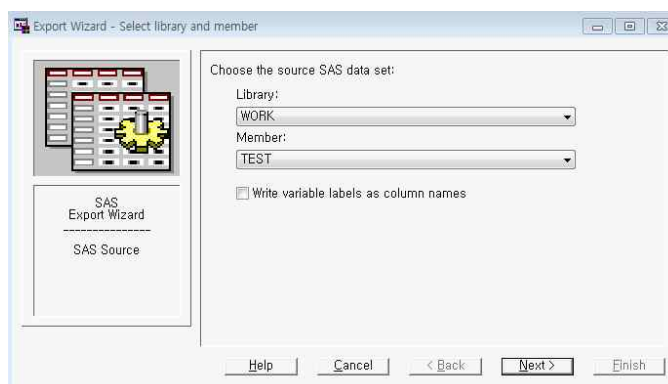 Export Wizard - Select library and member
Choose the source SAS data set:
Library:
WORK
Member:
TEST
Write variable labels as column names
SAS
Export Wizard
---------------
SAS Source
Help
Cancel
< Back
Next >
Finish